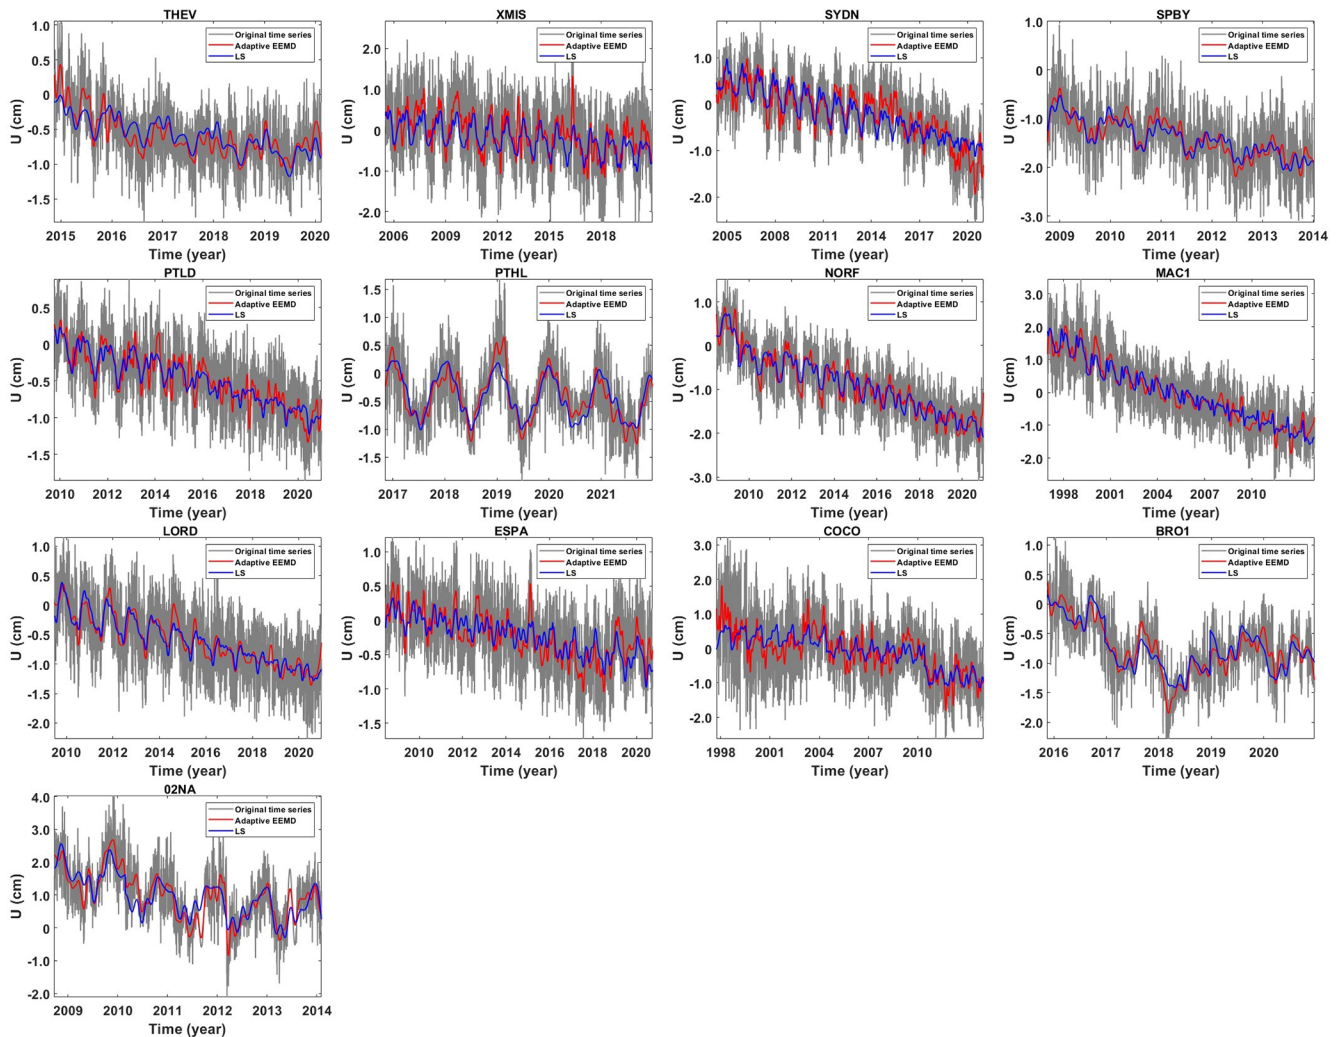 THEV
Original time series
Adaptive EEMD
LS
1.0
0.5
0
-0.5
-1.0
-1.5
U (cm)
2015 2016 2017 2018 2019 2020
Time (year)
XMIS
Original time series
Adaptive EEMD
LS
2.0
1.0
0
-1.0
-2.0
U (cm)
2006 2009 2012 2015 2018
Time (year)
SYDN
Original time series
Adaptive EEMD
LS
1.0
0
-1.0
-2.0
U (cm)
2005 2008 2011 2014 2017 2020
Time (year)
SPBY
Original time series
Adaptive EEMD
LS
1.0
0
-1.0
-2.0
-3.0
U (cm)
2009 2010 2011 2012 2013 2014
Time (year)
PTLD
Original time series
Adaptive EEMD
LS
0.5
0
-0.5
-1.0
-1.5
U (cm)
2010 2012 2014 2016 2018 2020
Time (year)
PTHL
Original time series
Adaptive EEMD
LS
1.5
1.0
0.5
0
-0.5
-1.0
-1.5
U (cm)
2017 2018 2019 2020 2021
Time (year)
NORF
Original time series
Adaptive EEMD
LS
1.0
0
-1.0
-2.0
-3.0
U (cm)
2010 2012 2014 2016 2018 2020
Time (year)
MAC1
Original time series
Adaptive EEMD
LS
3.0
2.0
1.0
0
-1.0
-2.0
U (cm)
1998 2001 2004 2007 2010
Time (year)
LORD
Original time series
Adaptive EEMD
LS
1.0
0.5
0
-0.5
-1.0
-1.5
-2.0
U (cm)
2010 2012 2014 2016 2018 2020
Time (year)
ESPA
Original time series
Adaptive EEMD
LS
1.0
0.5
0
-0.5
-1.0
-1.5
U (cm)
2010 2012 2014 2016 2018 2020
Time (year)
COCO
Original time series
Adaptive EEMD
LS
3.0
2.0
1.0
0
-1.0
-2.0
U (cm)
1998 2001 2004 2007 2010
Time (year)
BRO1
Original time series
Adaptive EEMD
LS
1.0
0.5
0
-0.5
-1.0
-1.5
-2.0
U (cm)
2016 2017 2018 2019 2020
Time (year)
02NA
Original time series
Adaptive EEMD
LS
4.0
3.0
2.0
1.0
0
-1.0
-2.0
U (cm)
2009 2010 2011 2012 2013 2014
Time (year)